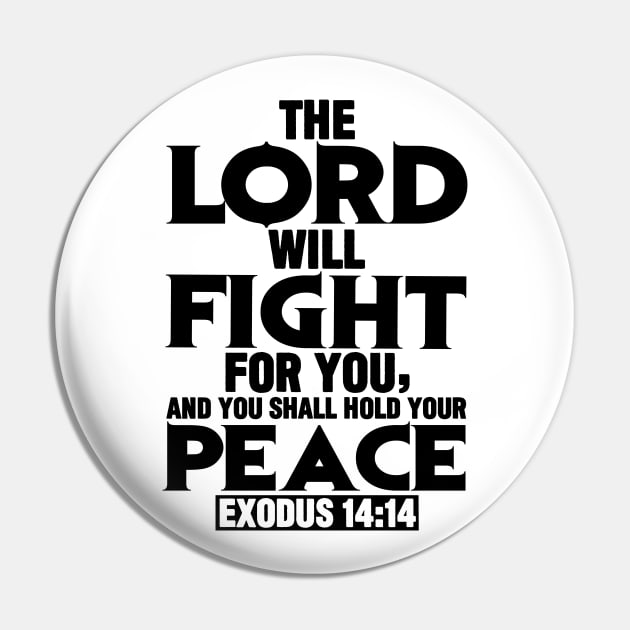 THE
LORD
WILL
FIGHT
FOR YOU,
AND YOU SHALL HOLD YOUR
PEACE
EXODUS 14:14